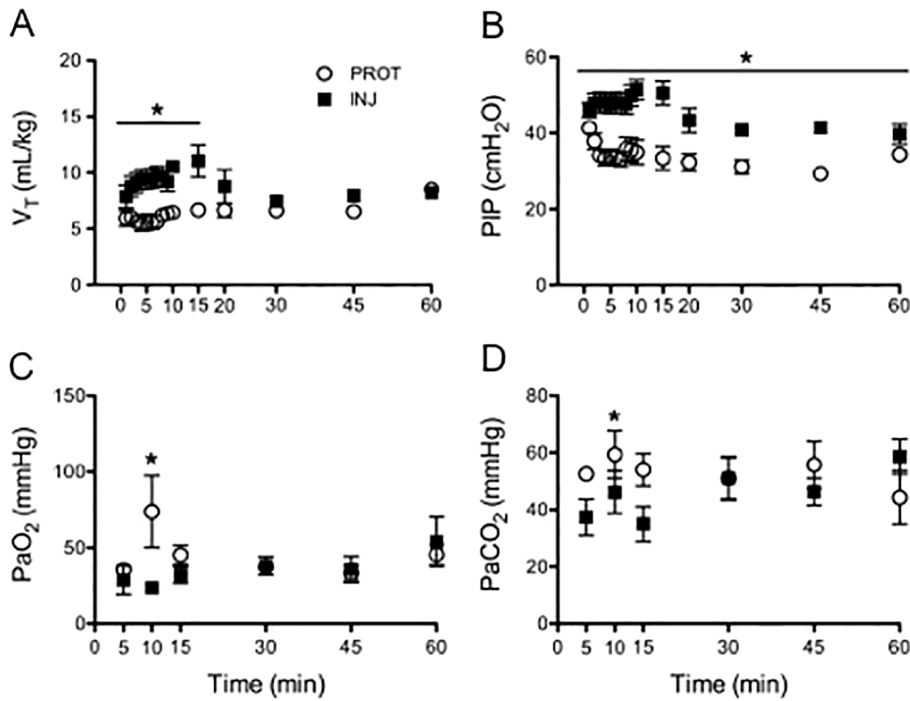 A
V_T (mL/kg)
20
15
10
5
0
*
PROT
INJ
0 5 10 15 20 30 45 60
B
PIP (cmH₂O)
60
40
20
0
*
0 5 10 15 20 30 45 60
C
PaO₂ (mmHg)
150
100
50
0
*
0 5 10 15 30 45 60
Time (min)
D
PaCO₂ (mmHg)
80
60
40
20
0
*
0 5 10 15 30 45 60
Time (min)